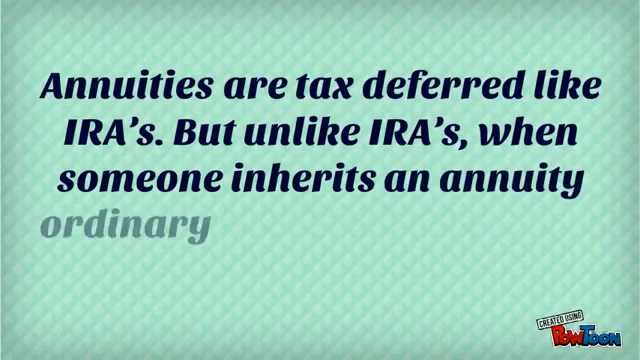 Annuities are tax deferred like
IRA's. But unlike IRA's, when
someone inherits an annuity
ordinary
CREATED USING
POWTOON